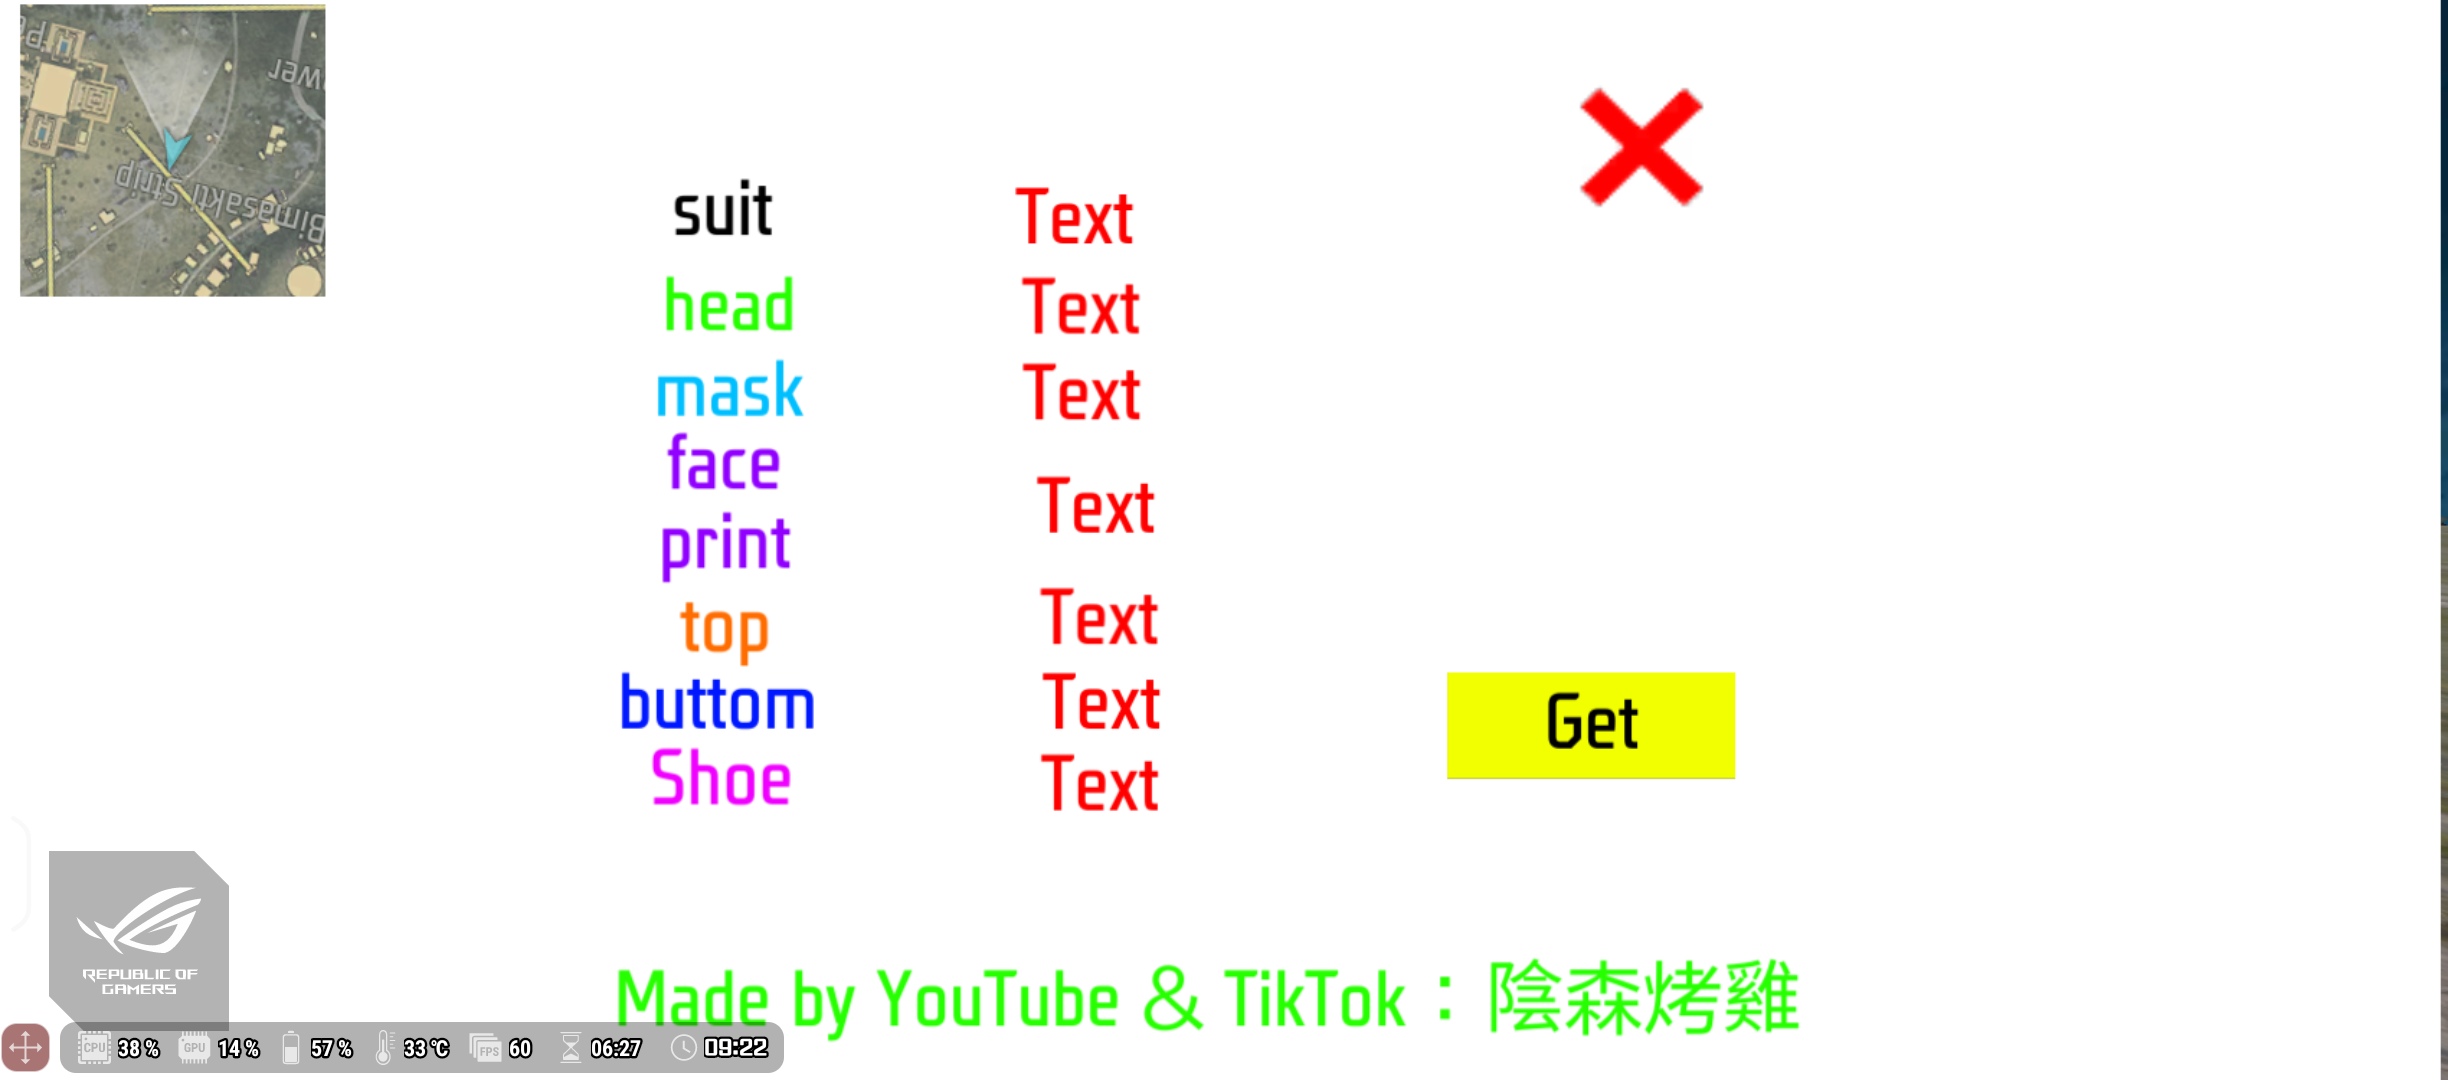 wer
Bimasakti Strip
suit Text
head Text
mask Text
face
print Text
top Text
buttom Text
Shoe Text
Get
Made by YouTube & TikTok：陰森烤雞
REPUBLIC OF
GAMERS
CPU 38% GPU 14% 57% 33°C FPS 60 06:27 09:22